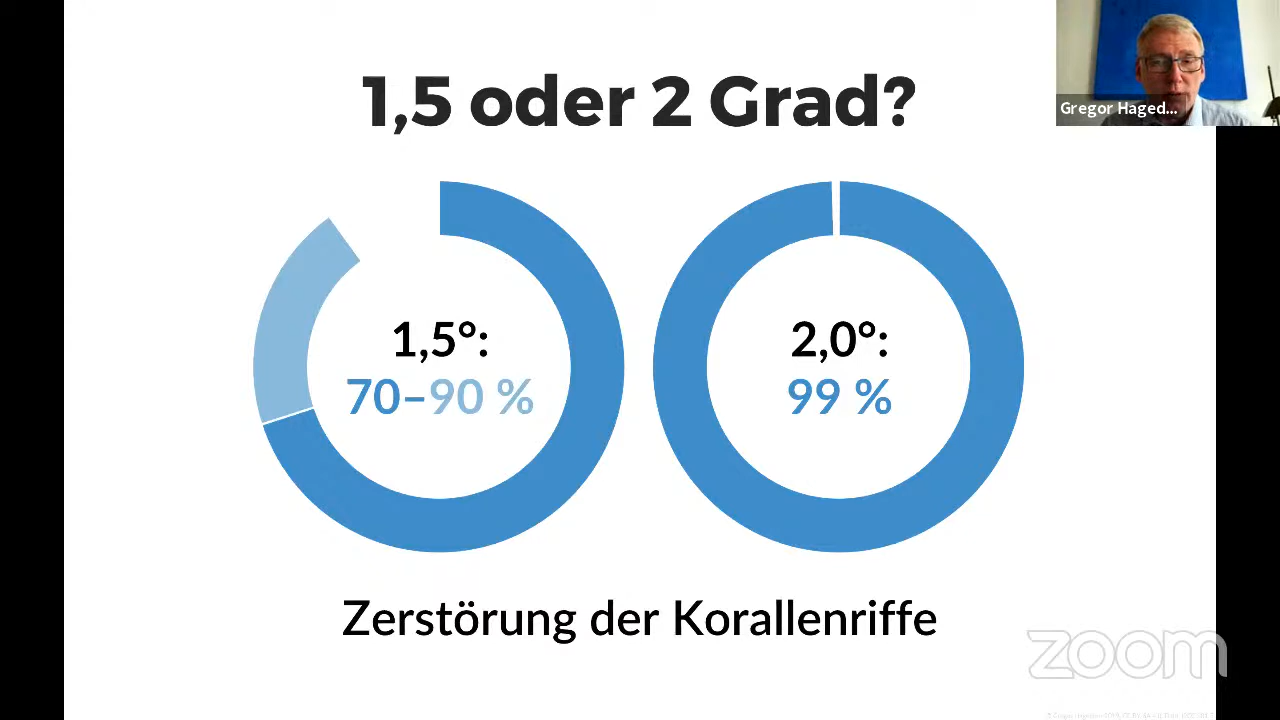 1,5 oder 2 Grad?
Gregor Haged...
1,5°:
70–90 %
2,0°:
99 %
Zerstörung der Korallenriffe
zoom